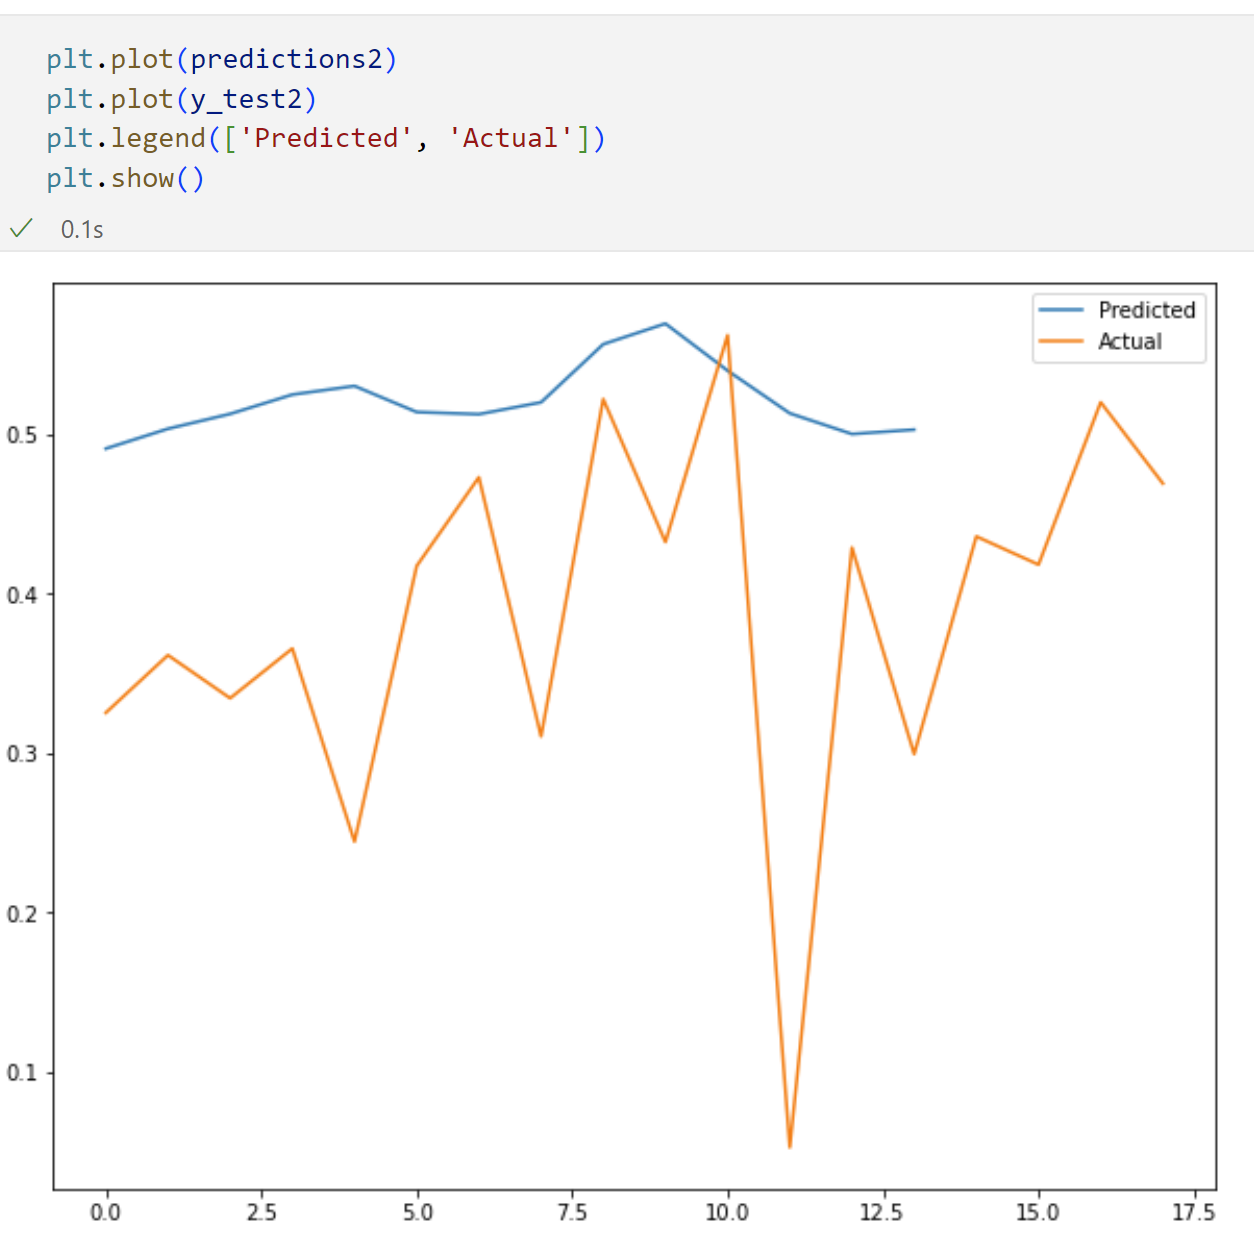 plt.plot(predictions2)
plt.plot(y_test2)
plt.legend(['Predicted', 'Actual'])
plt.show()
0.1s
Predicted
Actual
0.5
0.4
0.3
0.2
0.1
0.0 2.5 5.0 7.5 10.0 12.5 15.0 17.5